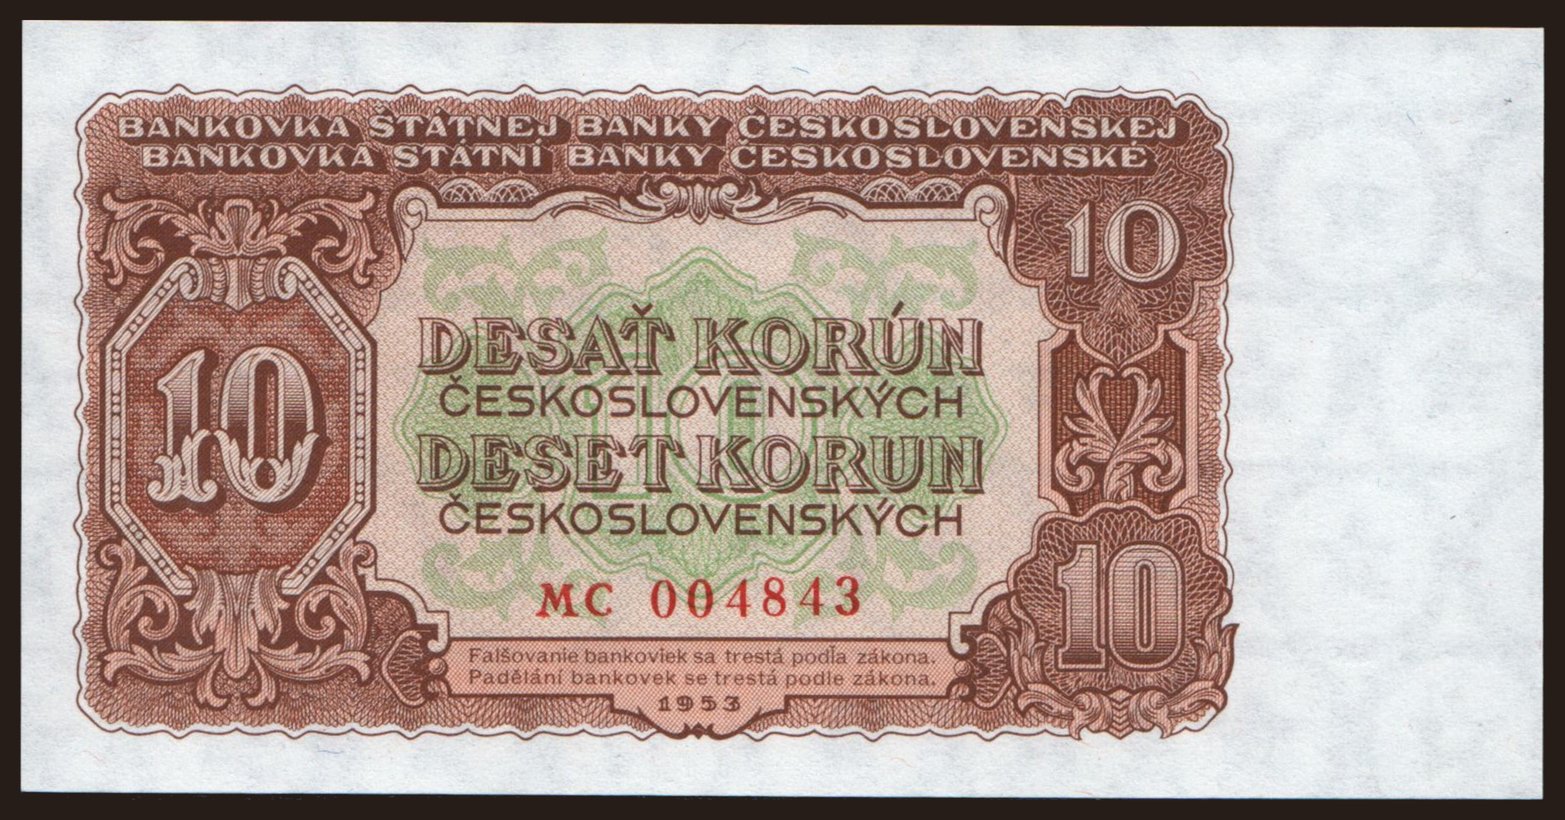 BANKOVKA ŠTÁTNEJ BANKY ČESKOSLOVENSKEJ
BANKOVKA STÁTNÍ BANKY ČESKOSLOVENSKÉ
10
10
DESAŤ KORÚN
ČESKOSLOVENSKÝCH
DESET KORUN
ČESKOSLOVENSKÝCH
10
10
MC 004843
Falšovanie bankoviek sa trestá podľa zákona.
Padělání bankovek se trestá podle zákona.
1953